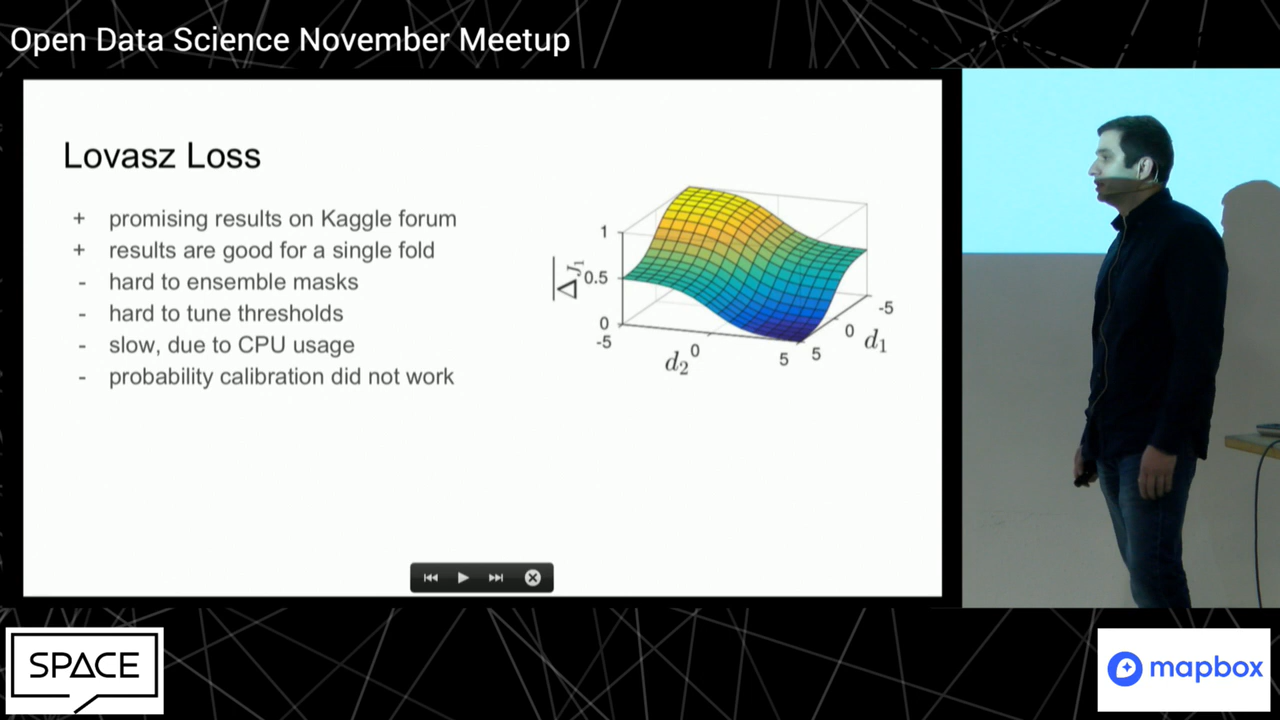 Open Data Science November Meetup
Lovasz Loss
+ promising results on Kaggle forum
+ results are good for a single fold
- hard to ensemble masks
- hard to tune thresholds
- slow, due to CPU usage
- probability calibration did not work
1
0.5
0
-5
0
5
5
0
-5
d₂
d₁
Δ_J₁
SPACE
mapbox